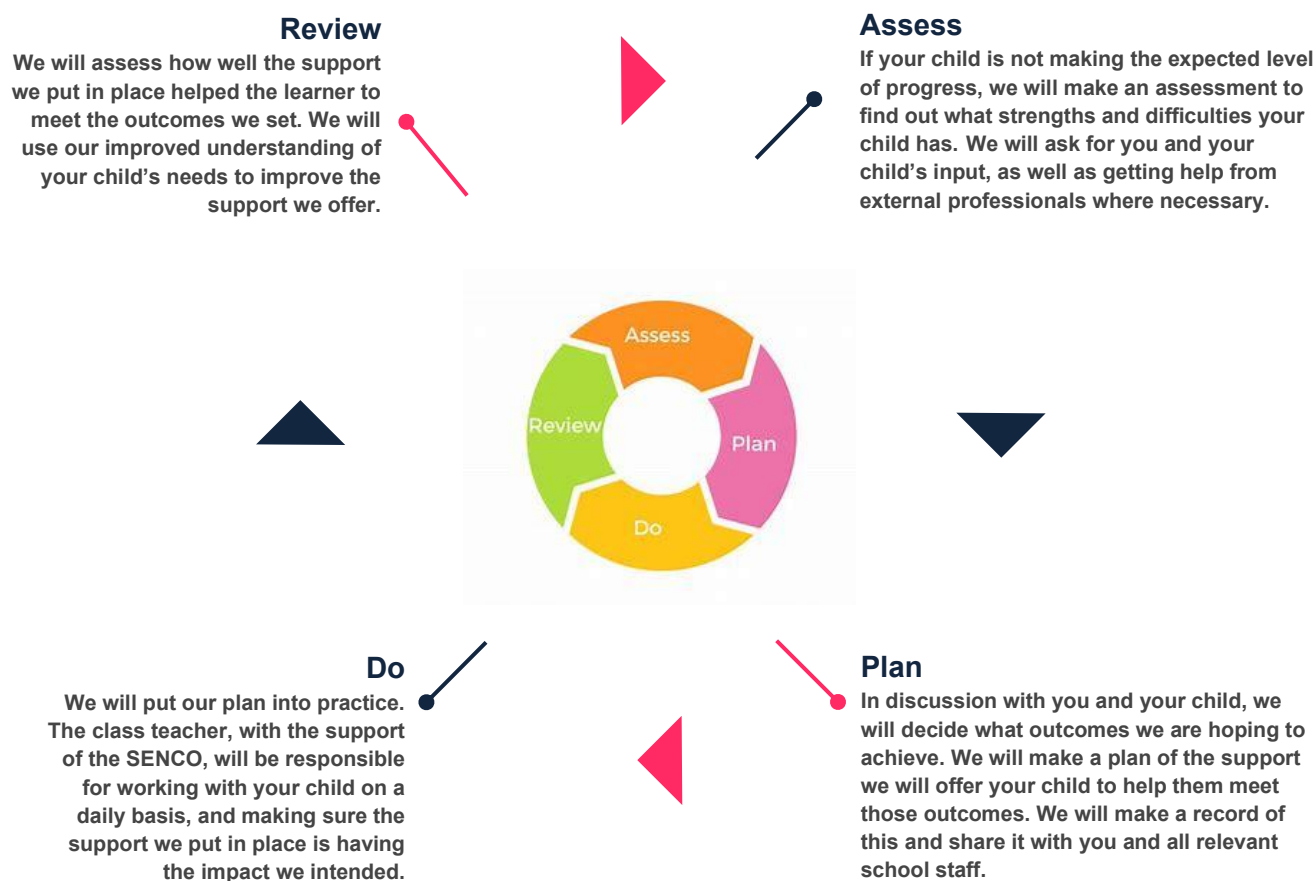 Review
We will assess how well the support
we put in place helped the learner to
meet the outcomes we set. We will
use our improved understanding of
your child’s needs to improve the
support we offer.
Assess
If your child is not making the expected level
of progress, we will make an assessment to
find out what strengths and difficulties your
child has. We will ask for you and your
child’s input, as well as getting help from
external professionals where necessary.
Assess
Review
Plan
Do
Do
We will put our plan into practice.
The class teacher, with the support
of the SENCO, will be responsible
for working with your child on a
daily basis, and making sure the
support we put in place is having
the impact we intended.
Plan
In discussion with you and your child, we
will decide what outcomes we are hoping to
achieve. We will make a plan of the support
we will offer your child to help them meet
those outcomes. We will make a record of
this and share it with you and all relevant
school staff.